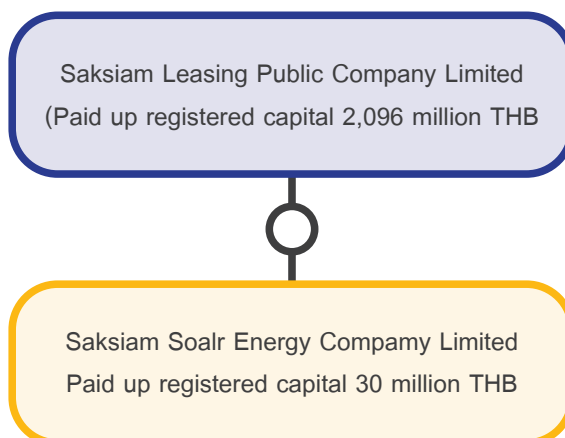 Saksiam Leasing Public Company Limited
(Paid up registered capital 2,096 million THB
Saksiam Soalr Energy Compamy Limited
Paid up registered capital 30 million THB